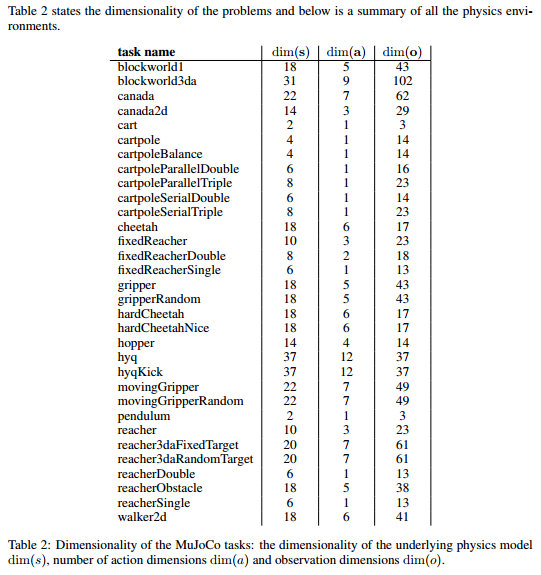 Table 2 states the dimensionality of the problems and below is a summary of all the physics envi-
ronments.
task name dim(s) dim(a) dim(o)
blockworld1 18 5 43
blockworld3da 31 9 102
canada 22 7 62
canada2d 14 3 29
cart 2 1 3
cartpole 4 1 14
cartpoleBalance 4 1 14
cartpoleParallelDouble 6 1 16
cartpoleParallelTriple 8 1 23
cartpoleSerialDouble 6 1 14
cartpoleSerialTriple 8 1 23
cheetah 18 6 17
fixedReacher 10 3 23
fixedReacherDouble 8 2 18
fixedReacherSingle 6 1 13
gripper 18 5 43
gripperRandom 18 5 43
hardCheetah 18 6 17
hardCheetahNice 18 6 17
hopper 14 4 14
hyq 37 12 37
hyqKick 37 12 37
movingGripper 22 7 49
movingGripperRandom 22 7 49
pendulum 2 1 3
reacher 10 3 23
reacher3daFixedTarget 20 7 61
reacher3daRandomTarget 20 7 61
reacherDouble 6 1 13
reacherObstacle 18 5 38
reacherSingle 6 1 13
walker2d 18 6 41
Table 2: Dimensionality of the MuJoCo tasks: the dimensionality of the underlying physics model
dim(s), number of action dimensions dim(a) and observation dimensions dim(o).